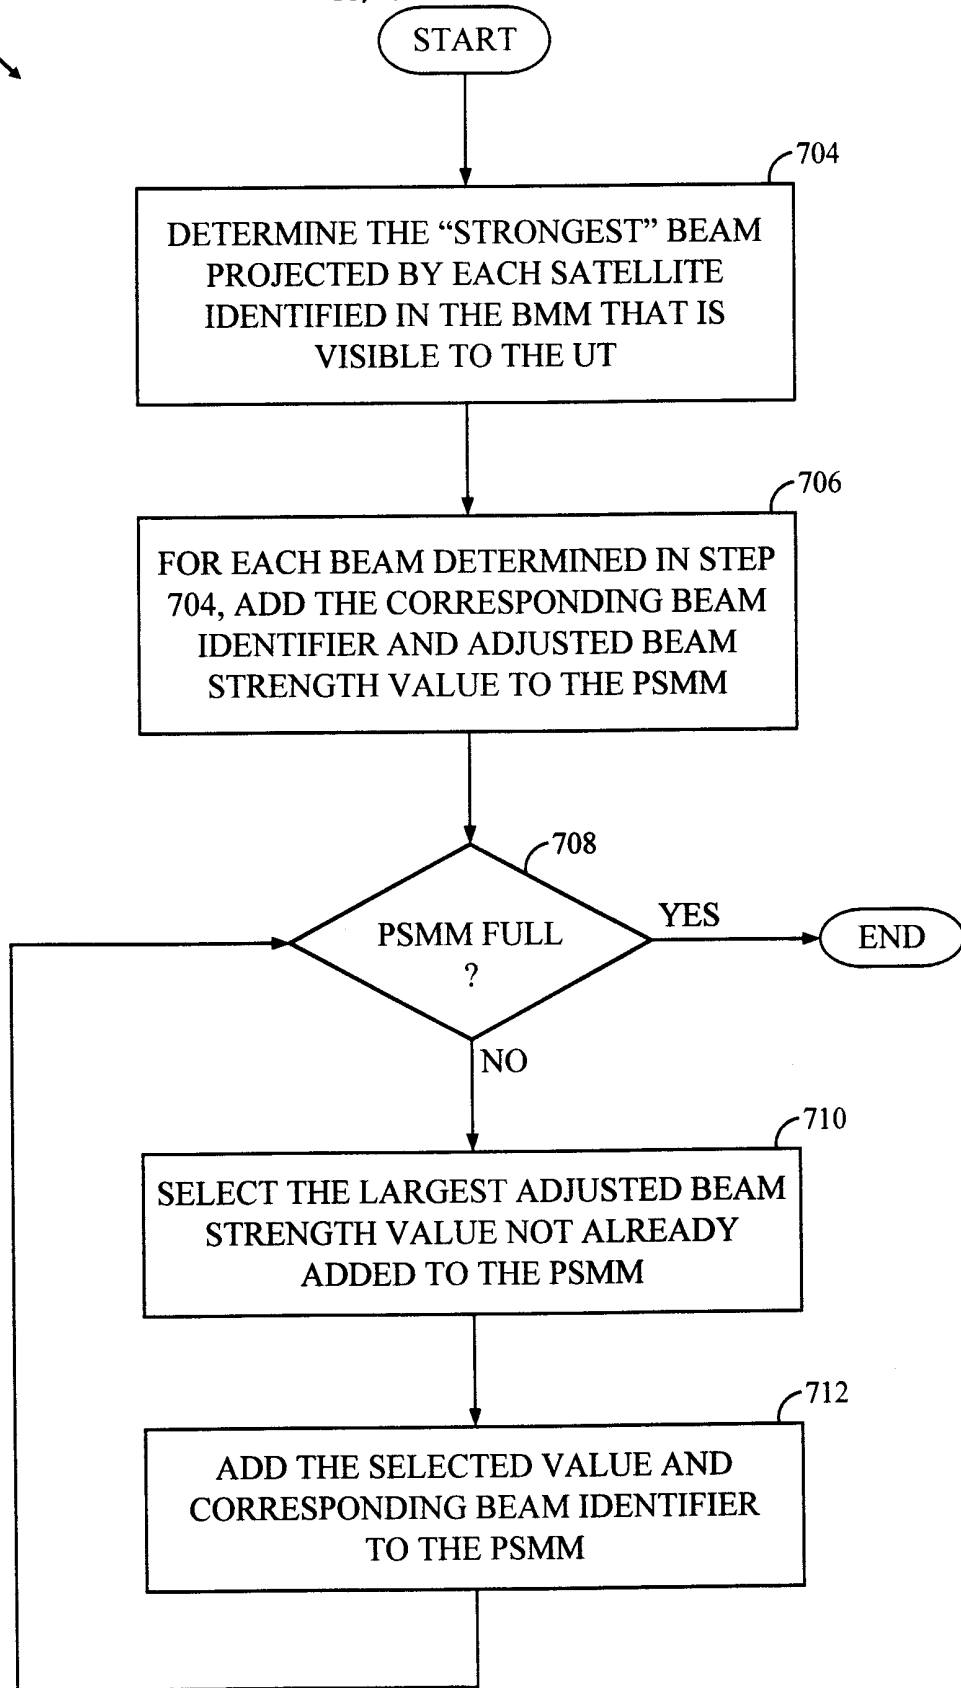 START
704
DETERMINE THE “STRONGEST” BEAM
PROJECTED BY EACH SATELLITE
IDENTIFIED IN THE BMM THAT IS
VISIBLE TO THE UT
706
FOR EACH BEAM DETERMINED IN STEP
704, ADD THE CORRESPONDING BEAM
IDENTIFIER AND ADJUSTED BEAM
STRENGTH VALUE TO THE PSMM
708
PSMM FULL
?
YES
END
NO
710
SELECT THE LARGEST ADJUSTED BEAM
STRENGTH VALUE NOT ALREADY
ADDED TO THE PSMM
712
ADD THE SELECTED VALUE AND
CORRESPONDING BEAM IDENTIFIER
TO THE PSMM